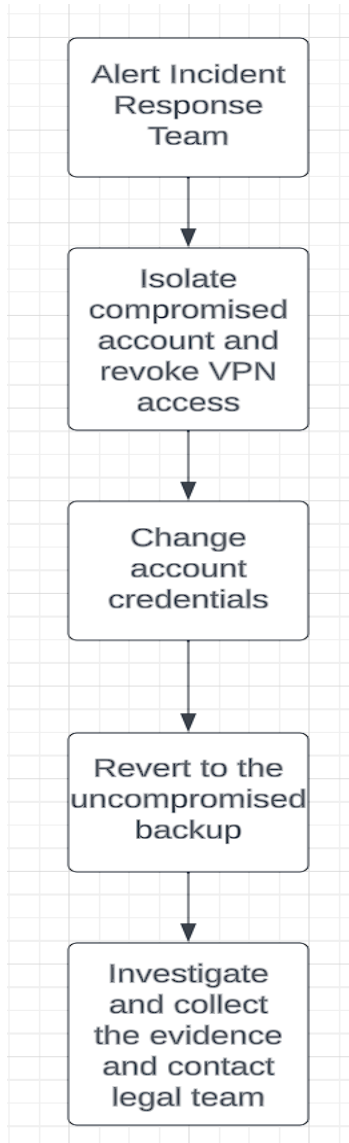 Alert Incident
Response
Team
Isolate
compromised
account and
revoke VPN
access
Change
account
credentials
Revert to the
uncompromised
backup
Investigate
and collect
the evidence
and contact
legal team